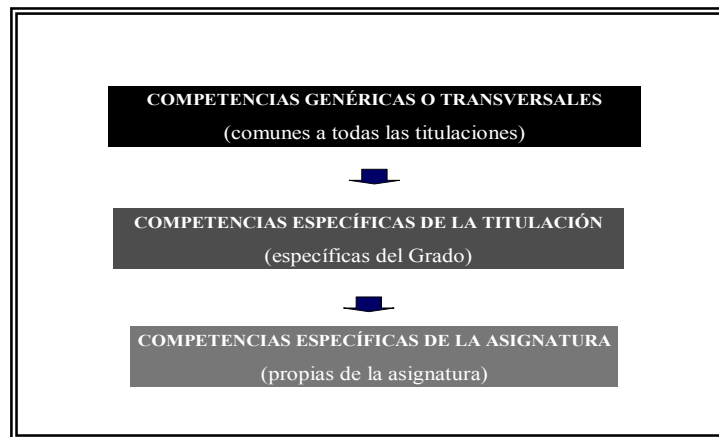 COMPETENCIAS GENÉRICAS O TRANSVERSALES
(comunes a todas las titulaciones)
COMPETENCIAS ESPECÍFICAS DE LA TITULACIÓN
(específicas del Grado)
COMPETENCIAS ESPECÍFICAS DE LA ASIGNATURA
(propias de la asignatura)